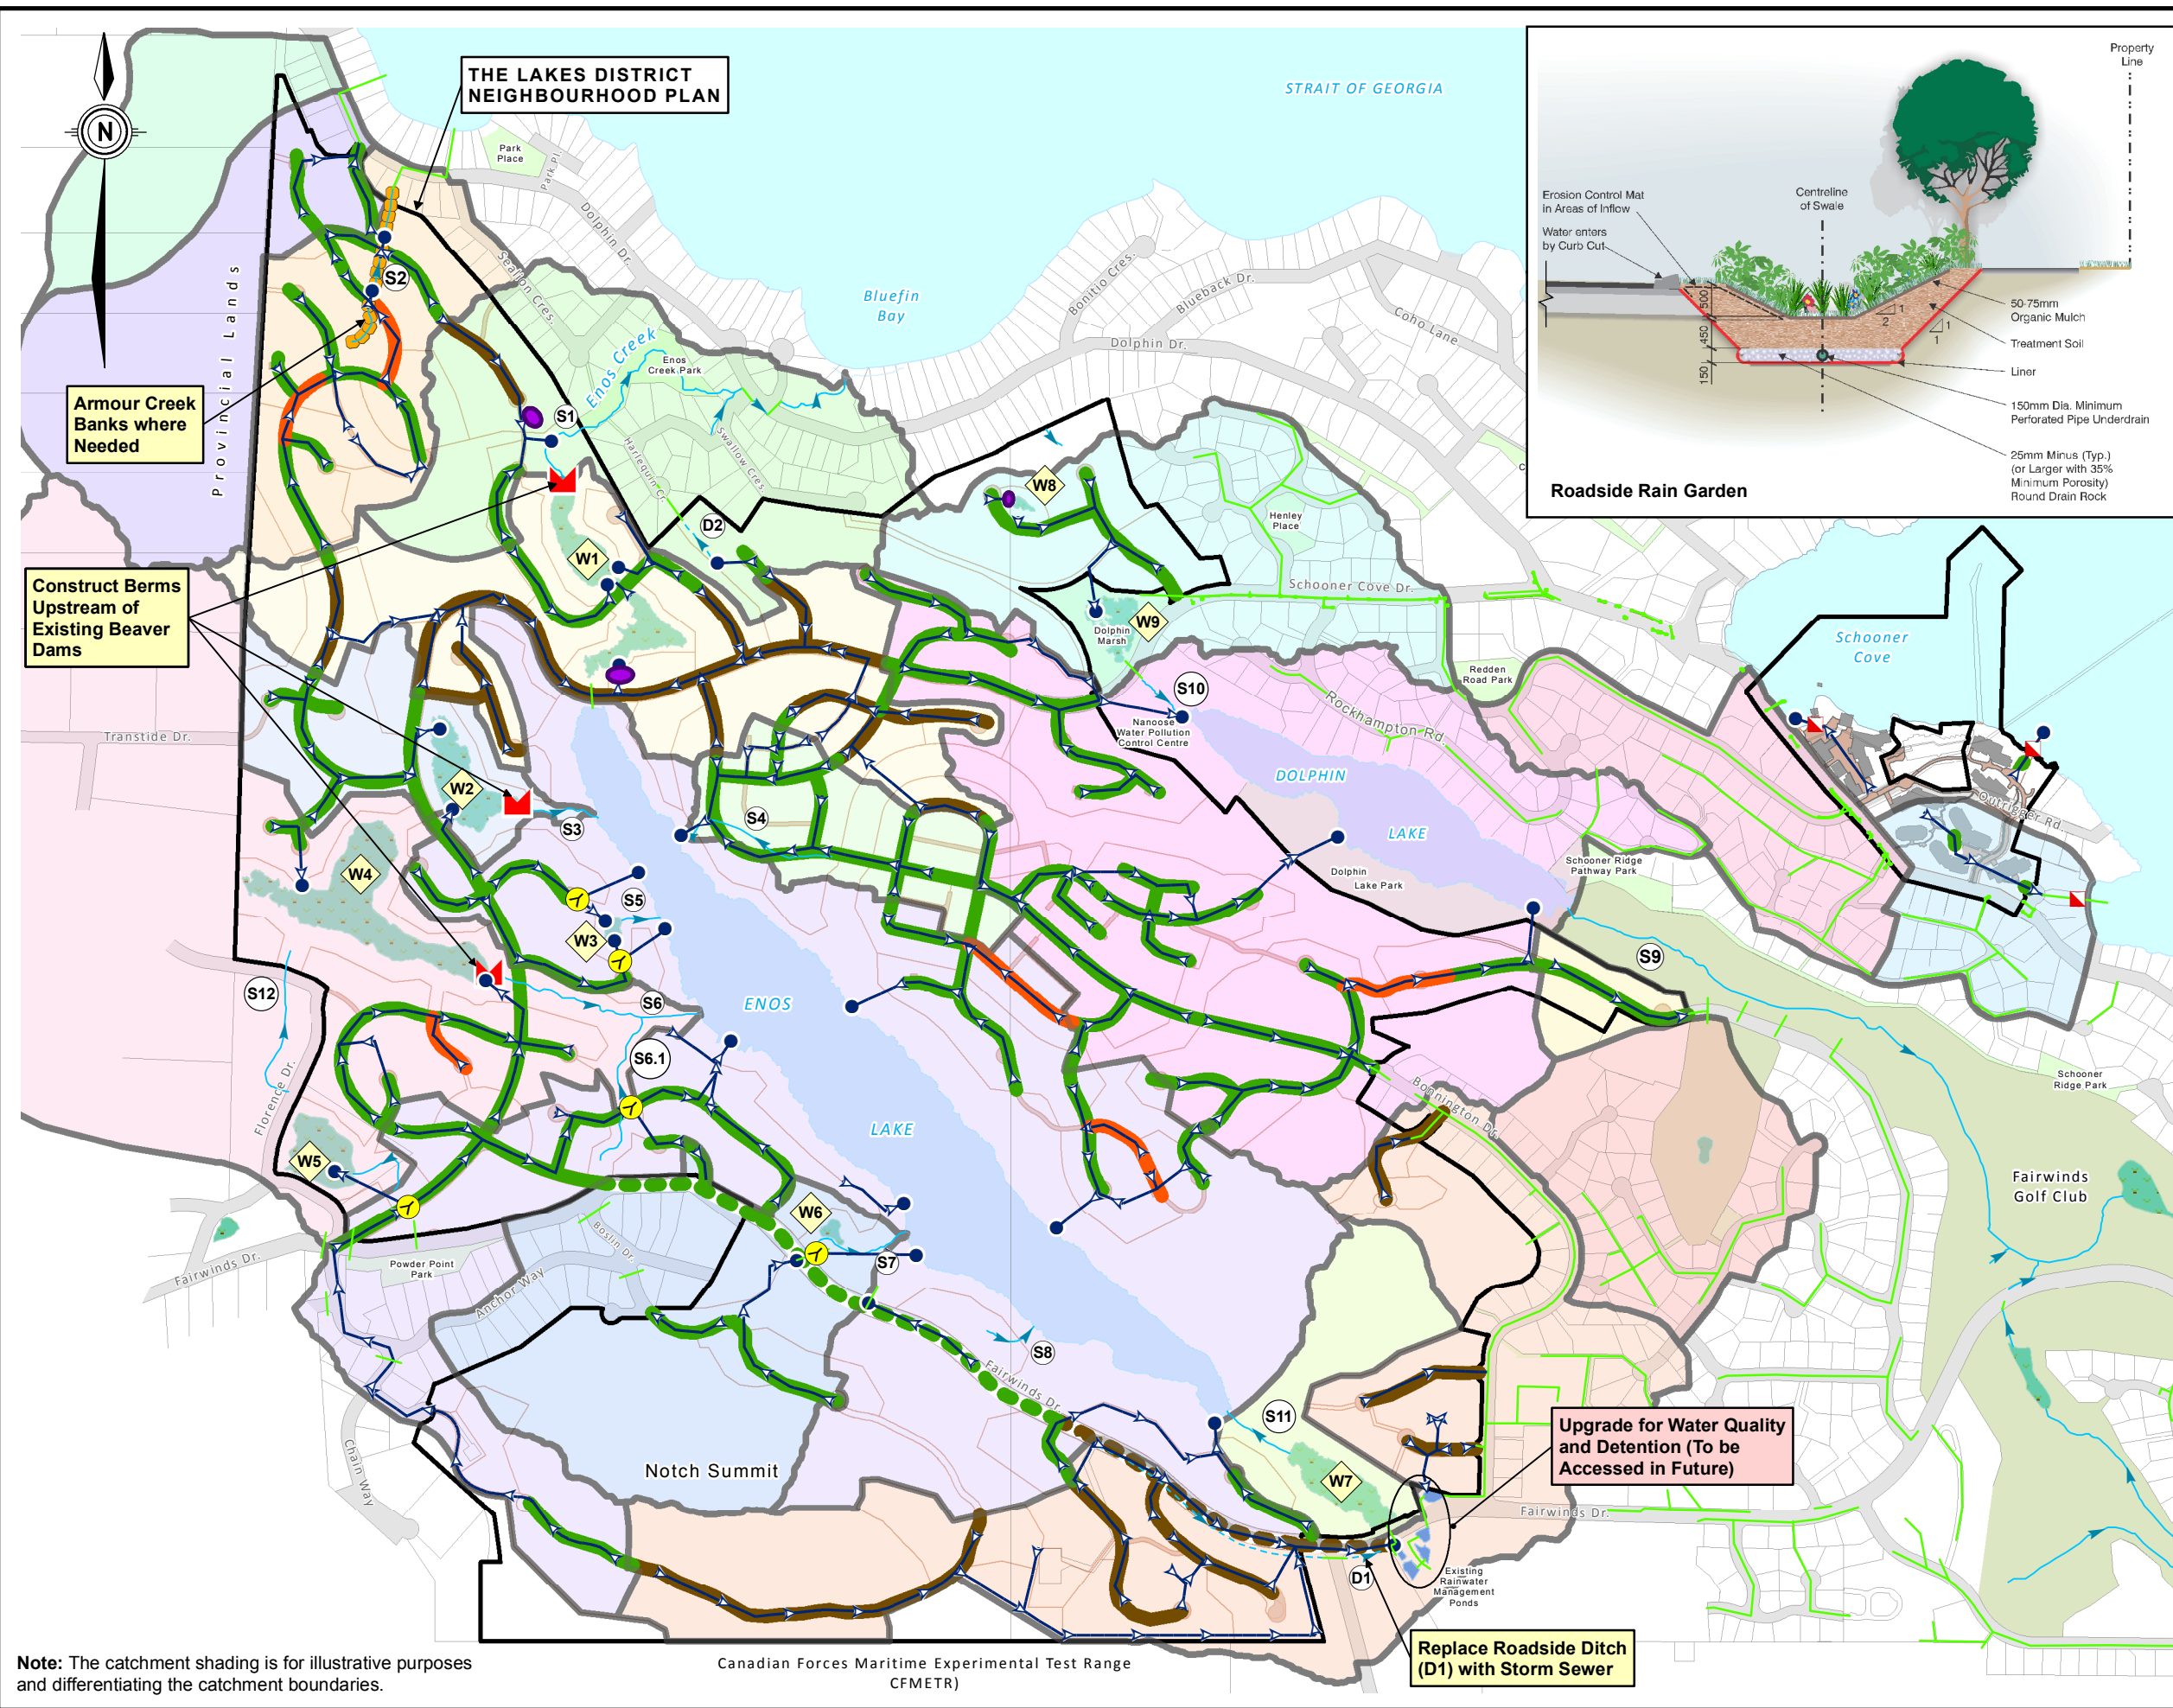 THE LAKES DISTRICT
NEIGHBOURHOOD PLAN
STRAIT OF GEORGIA
N
Park
Place
Park Pl.
Dolphin Dr.
Sealion Cres.
Bluefin
Bay
Bonitio Cres.
Blueback Dr.
Dolphin Dr.
Coho Lane
Property
Line
Erosion Control Mat
in Areas of Inflow
Centreline
of Swale
Water enters
by Curb Cut
500
450
150
1
2
1
1
50-75mm
Organic Mulch
Treatment Soil
Liner
150mm Dia. Minimum
Perforated Pipe Underdrain
25mm Minus (Typ.)
(or Larger with 35%
Minimum Porosity)
Round Drain Rock
Roadside Rain Garden
Provincial Lands
S2
Enos Creek
Enos
Creek Park
S1
Armour Creek
Banks where
Needed
Harlequin Cr.
Swallow Cres.
D2
W8
Henley
Place
W1
Schooner Cove Dr.
Construct Berms
Upstream of
Existing Beaver
Dams
W9
Dolphin
Marsh
Schooner
Cove
Redden
Road Park
S10
Nanoose
Water Pollution
Control Centre
Rockhampton Rd.
Transtide Dr.
DOLPHIN
LAKE
W2
S3
S4
Outrigger Rd.
Dolphin
Lake Park
Schooner Ridge
Pathway Park
W4
S5
W3
S9
S12
S6
ENOS
LAKE
S6.1
Florence Dr.
Bonnington Dr.
Schooner
Ridge Park
W5
W6
S7
Fairwinds
Golf Club
Fairwinds Dr.
Powder Point
Park
Boslin Dr.
Anchor Way
S8
Fairwinds Dr.
S11
Upgrade for Water Quality
and Detention (To be
Accessed in Future)
Chain Way
Notch Summit
W7
Fairwinds Dr.
D1
Existing
Rainwater
Management
Ponds
Replace Roadside Ditch
(D1) with Storm Sewer
Note: The catchment shading is for illustrative purposes
and differentiating the catchment boundaries.
Canadian Forces Maritime Experimental Test Range
CFMETR)